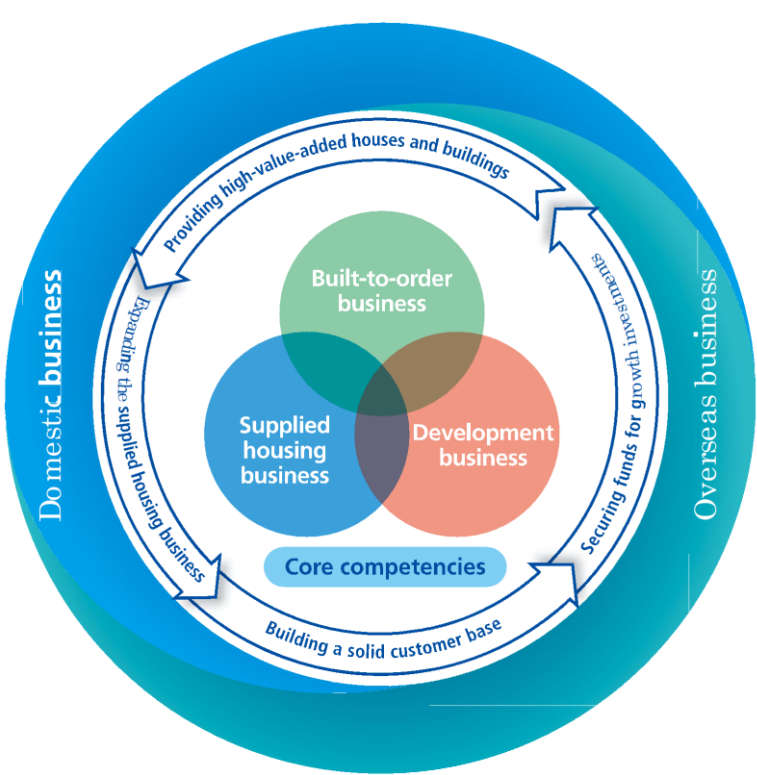 Providing high-value-added houses and buildings
Expanding the supplied housing business
Building a solid customer base
Securing funds for growth investments
Domestic business
Overseas business
Built-to-order
business
Supplied
housing
business
Development
business
Core competencies